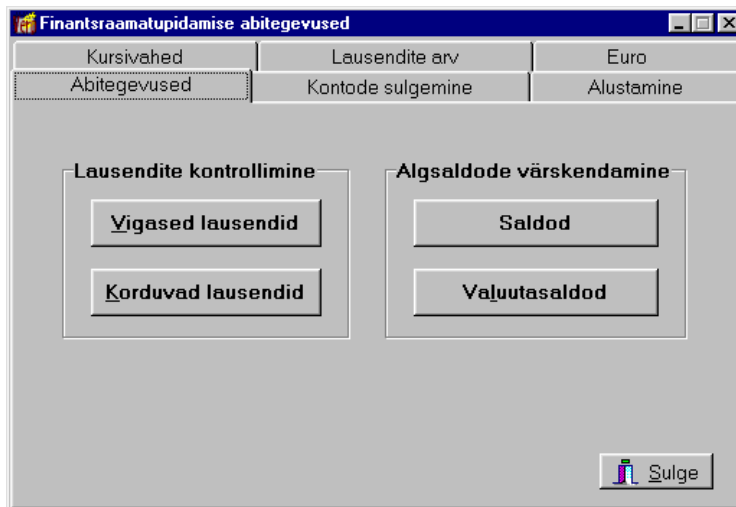 Finantsraamatupidamise abitegevused
Kursivahed Lausendite arv Euro
Abitegevused Kontode sulgemine Alustamine
Lausendite kontrollimine Algsaldode värskendamine
Vigased lausendid Saldod
Korduvad lausendid Valuutasaldod
Sulge